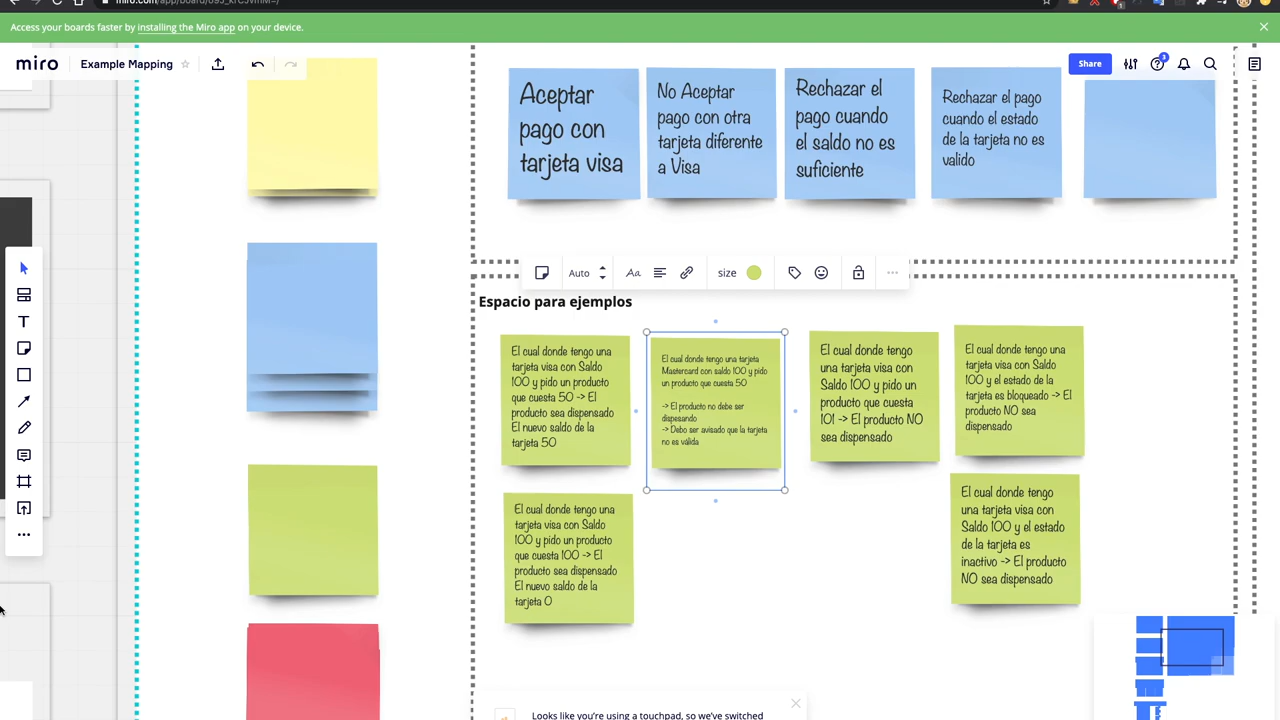 Access your boards faster by installing the Miro app on your device.
miro
Example Mapping
Share
3
Aceptar
pago con
tarjeta visa
No Aceptar
pago con otra
tarjeta diferente
a Visa
Rechazar el
pago cuando
el saldo no es
suficiente
Rechazar el pago
cuando el estado
de la tarjeta no es
valido
Auto
Aa
size
Espacio para ejemplos
El cual donde tengo una
tarjeta visa con Saldo
100 y pido un producto
que cuesta 50 -> El
producto sea dispensado
El nuevo saldo de la
tarjeta 50
El cual donde tengo una tarjeta
Mastercard con saldo 100 y pido
un producto que cuesta 50
-> El producto no debe ser
dispesando
-> Debo ser avisado que la tarjeta
no es válida
El cual donde tengo
una tarjeta visa con
Saldo 100 y pido un
producto que cuesta
101 -> El producto NO
sea dispensado
El cual donde tengo una
tarjeta visa con Saldo
100 y el estado de la
tarjeta es bloqueado -> El
producto NO sea
dispensado
El cual donde tengo una
tarjeta visa con Saldo
100 y pido un producto
que cuesta 100 -> El
producto sea dispensado
El nuevo saldo de la
tarjeta 0
El cual donde tengo
una tarjeta visa con
Saldo 100 y el estado
de la tarjeta es
inactivo -> El producto
NO sea dispensado
Looks like you're using a touchpad, so we've switched